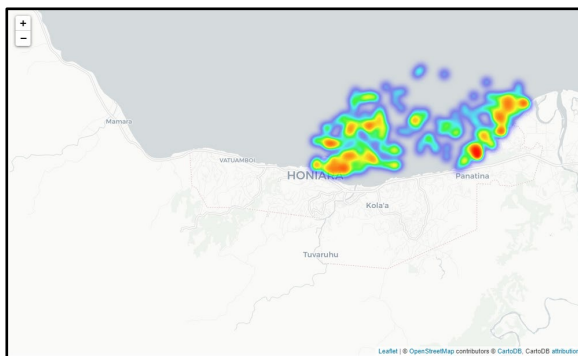 +
−
Mamara
VATUAMBOI
HONIARA
Panatina
Kola'a
Tuvaruhu
Leaflet | © OpenStreetMap contributors © CartoDB, CartoDB attribution